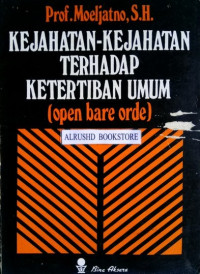 Prof. Moeljatno, S.H.
KEJAHATAN-KEJAHATAN
TERHADAP
KETERTIBAN UMUM
(open bare orde)
ALRUSHD BOOKSTORE
Bina Aksara